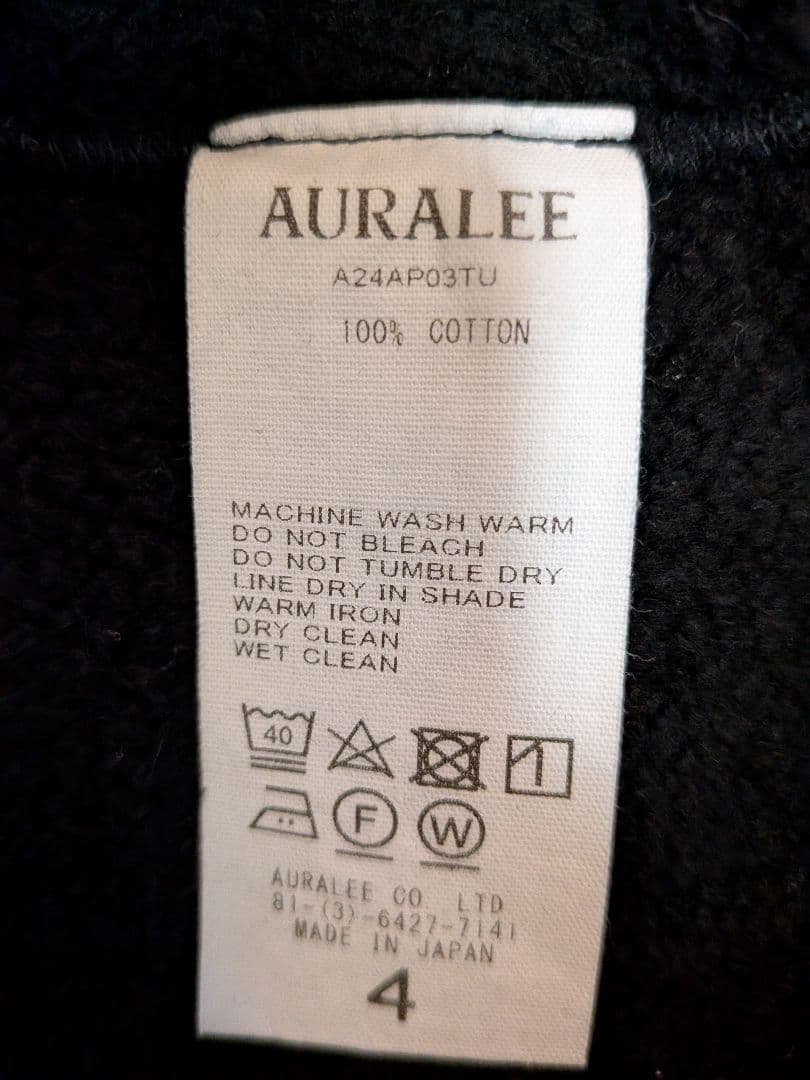 AURALEE
A24AP03TU
100% COTTON
MACHINE WASH WARM
DO NOT BLEACH
DO NOT TUMBLE DRY
LINE DRY IN SHADE
WARM IRON
DRY CLEAN
WET CLEAN
40
F W
AURALEE CO LTD
81-(3)-6427-7141
MADE IN JAPAN
4